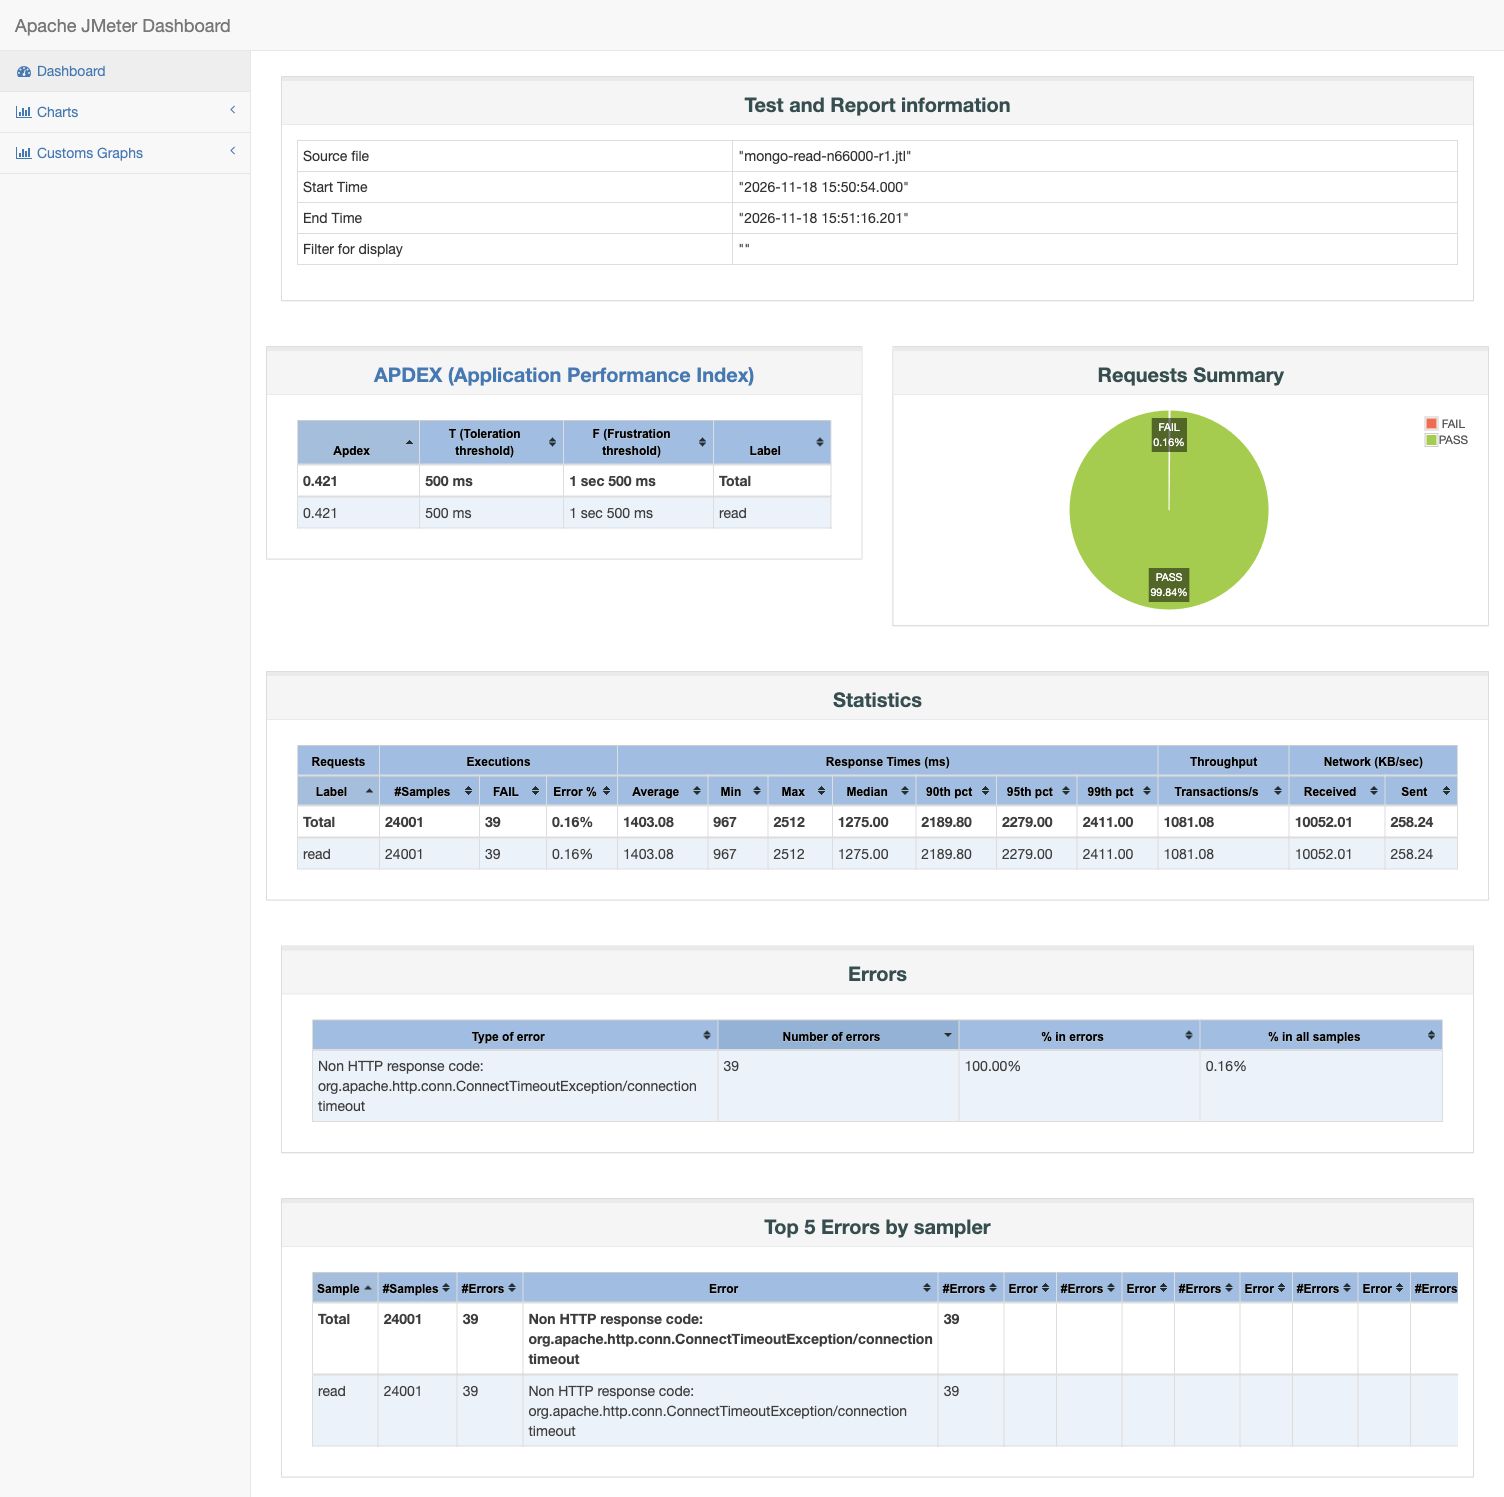 Apache JMeter Dashboard
Dashboard
Charts
Customs Graphs
Test and Report information
Source file "mongo-read-n66000-r1.jtl"
Start Time "2026-11-18 15:50:54.000"
End Time "2026-11-18 15:51:16.201"
Filter for display ""
APDEX (Application Performance Index)
Apdex T (Toleration threshold) F (Frustration threshold) Label
0.421 500 ms 1 sec 500 ms Total
0.421 500 ms 1 sec 500 ms read
Requests Summary
FAIL
0.16%
PASS
99.84%
FAIL
PASS
Statistics
Requests Executions Response Times (ms) Throughput Network (KB/sec)
Label #Samples FAIL Error % Average Min Max Median 90th pct 95th pct 99th pct Transactions/s Received Sent
Total 24001 39 0.16% 1403.08 967 2512 1275.00 2189.80 2279.00 2411.00 1081.08 10052.01 258.24
read 24001 39 0.16% 1403.08 967 2512 1275.00 2189.80 2279.00 2411.00 1081.08 10052.01 258.24
Errors
Type of error Number of errors % in errors % in all samples
Non HTTP response code: 39 100.00% 0.16%
org.apache.http.conn.ConnectTimeoutException/connection
timeout
Top 5 Errors by sampler
Sample #Samples #Errors Error #Errors Error #Errors Error #Errors Error #Errors Error #Errors
Total 24001 39 Non HTTP response code: 39
org.apache.http.conn.ConnectTimeoutException/connection
timeout
read 24001 39 Non HTTP response code: 39
org.apache.http.conn.ConnectTimeoutException/connection
timeout